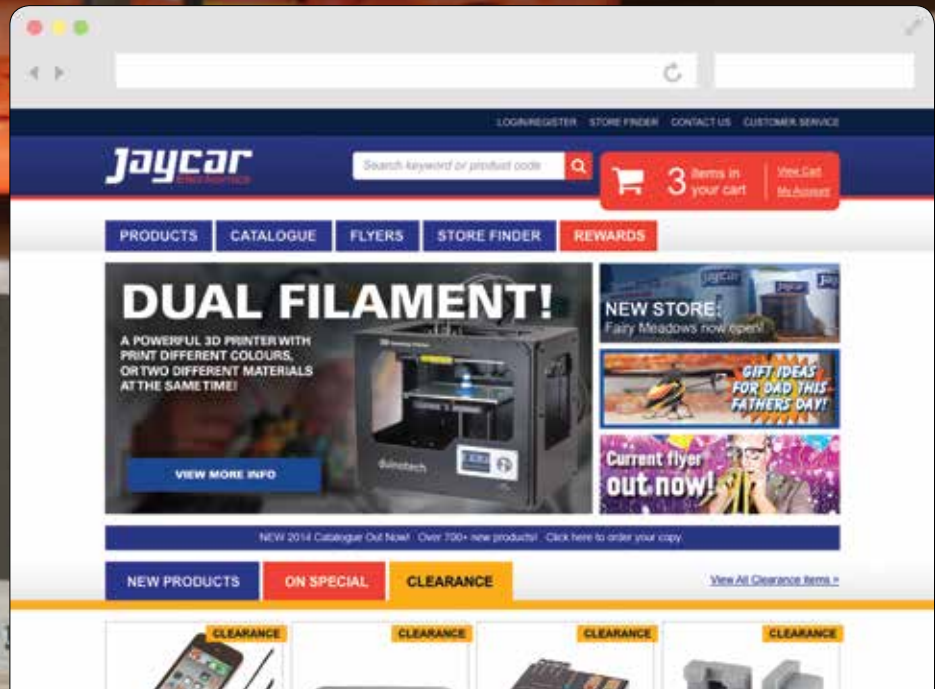 LOGIN/REGISTER STORE FINDER CONTACT US CUSTOMER SERVICE
Jaycar
Electronics
Search keyword or product code
3 items in
your cart
View Cart
My Account
PRODUCTS CATALOGUE FLYERS STORE FINDER REWARDS
DUAL FILAMENT!
A POWERFUL 3D PRINTER WITH
PRINT DIFFERENT COLOURS,
OR TWO DIFFERENT MATERIALS
AT THE SAME TIME!
VIEW MORE INFO
duinotech
Jaycar
Jaycar
Jay
NEW STORE:
Fairy Meadows now open!
GIFT IDEAS
FOR DAD THIS
FATHERS DAY!
Current flyer
out now!
NEW 2014 Catalogue Out Now! Over 700+ new products! Click here to order your copy.
NEW PRODUCTS ON SPECIAL CLEARANCE
View All Clearance Items >
CLEARANCE CLEARANCE CLEARANCE CLEARANCE